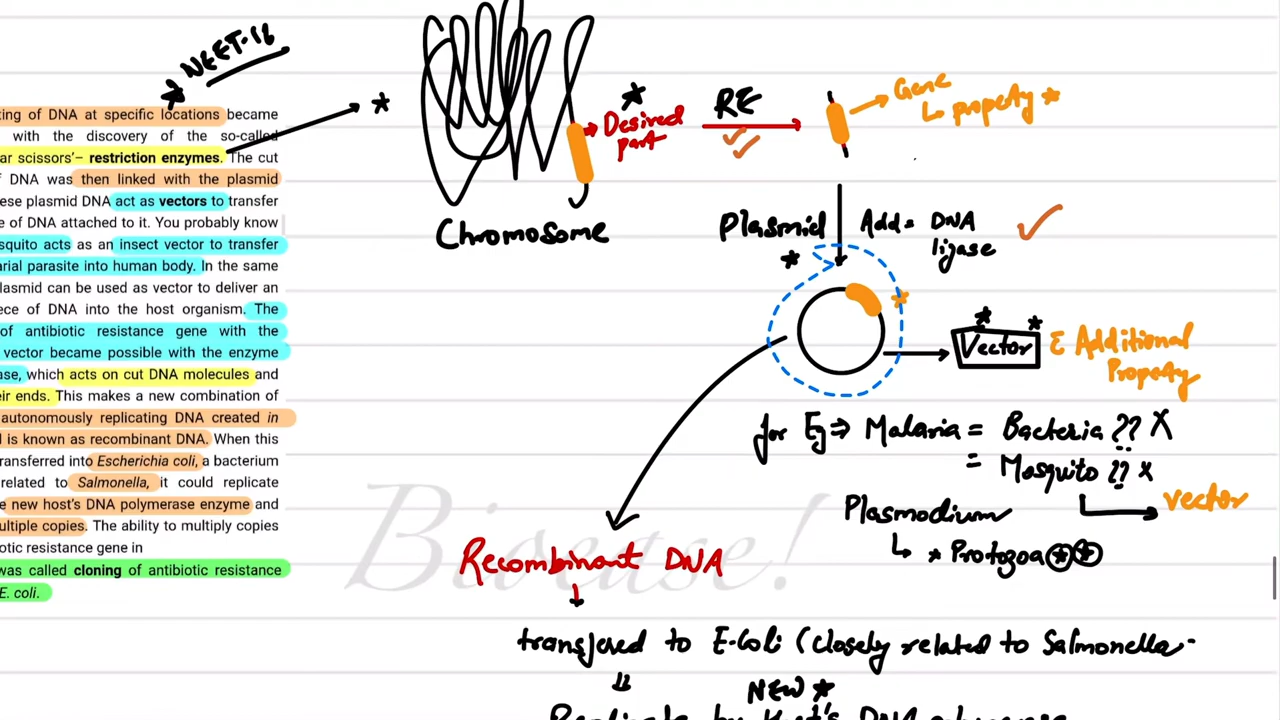 * NEET-16
ting of DNA at specific locations became
with the discovery of the so-called
ar scissors'– restriction enzymes. The cut
f DNA was then linked with the plasmid
ese plasmid DNA act as vectors to transfer
e of DNA attached to it. You probably know
squito acts as an insect vector to transfer
arial parasite into human body. In the same
lasmid can be used as vector to deliver an
ece of DNA into the host organism. The
of antibiotic resistance gene with the
vector became possible with the enzyme
ase, which acts on cut DNA molecules and
eir ends. This makes a new combination of
autonomously replicating DNA created in
l is known as recombinant DNA. When this
ransferred into Escherichia coli, a bacterium
related to Salmonella, it could replicate
e new host's DNA polymerase enzyme and
ultiple copies. The ability to multiply copies
otic resistance gene in
was called cloning of antibiotic resistance
E. coli.
*
Chromosome
* Desired part
RE
Gene
↳ property *
Plasmid *
Add = DNA
ligase
*
Vector * *
Ɛ Additional
Property
for Eg ⇒ Malaria = Bacteria ?? X
= Mosquito ?? x
vector
Plasmodium
↳ * Protozoa * *
Bioease!
Recombinant DNA
transfered to E-Coli (Closely related to Salmonella
NEW *
Replicate by Host's DNA polymerase